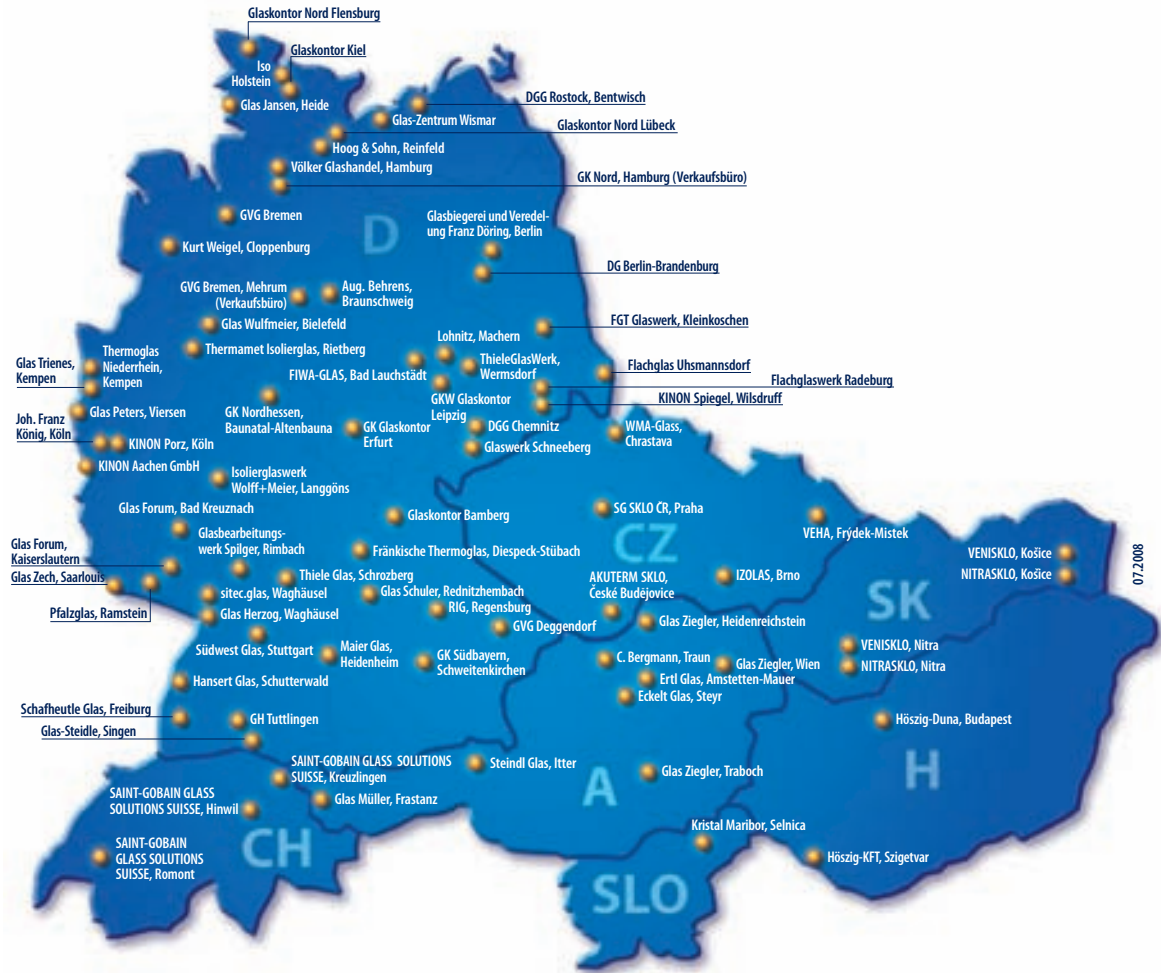 Glaskontor Nord Flensburg
Glaskontor Kiel
Iso
Holstein
Glas Jansen, Heide
DGG Rostock, Bentwisch
Glas-Zentrum Wismar
Glaskontor Nord Lübeck
Hoog & Sohn, Reinfeld
Völker Glashandel, Hamburg
GK Nord, Hamburg (Verkaufsbüro)
GVG Bremen
D
Glasbiegerei und Veredel-
ung Franz Döring, Berlin
Kurt Weigel, Cloppenburg
DG Berlin-Brandenburg
GVG Bremen, Mehrum
(Verkaufsbüro)
Aug. Behrens,
Braunschweig
Glas Wulfmeier, Bielefeld
FGT Glaswerk, Kleinkoschen
Thermamet Isolierglas, Rietberg
Lohnitz, Machern
ThieleGlasWerk,
Wermsdorf
FIWA-GLAS, Bad Lauchstädt
Glas Trienes,
Kempen
Thermoglas
Niederrhein,
Kempen
Flachglas Uhsmannsdorf
Flachglaswerk Radeburg
KINON Spiegel, Wilsdruff
GKW Glaskontor
Leipzig
Glas Peters, Viersen
GK Nordhessen,
Baunatal-Altenbauna
GK Glaskontor
Erfurt
DGG Chemnitz
Glaswerk Schneeberg
WMA-Glass,
Chrastava
Joh. Franz
König, Köln
KINON Porz, Köln
KINON Aachen GmbH
Isolierglaswerk
Wolff+Meier, Langgöns
Glas Forum, Bad Kreuznach
Glaskontor Bamberg
SG SKLO ČR, Praha
CZ
VEHA, Frýdek-Mistek
Glasbearbeitungs-
werk Spilger, Rimbach
Fränkische Thermoglas, Diespeck-Stübach
Glas Forum,
Kaiserslautern
Glas Zech, Saarlouis
Pfalzglas, Ramstein
VENISKLO, Košice
NITRASKLO, Košice
07.2008
IZOLAS, Brno
AKUTERM SKLO,
České Budějovice
SK
Thiele Glas, Schrozberg
sitec.glas, Waghäusel
Glas Schuler, Rednitzhembach
RIG, Regensburg
Glas Herzog, Waghäusel
GVG Deggendorf
Glas Ziegler, Heidenreichstein
Südwest Glas, Stuttgart
Maier Glas,
Heidenheim
GK Südbayern,
Schweitenkirchen
C. Bergmann, Traun
Glas Ziegler, Wien
VENISKLO, Nitra
NITRASKLO, Nitra
Ertl Glas, Amstetten-Mauer
Eckelt Glas, Steyr
Hansert Glas, Schutterwald
Schafheutle Glas, Freiburg
GH Tuttlingen
Glas-Steidle, Singen
Höszig-Duna, Budapest
H
SAINT-GOBAIN GLASS SOLUTIONS
SUISSE, Kreuzlingen
Steindl Glas, Itter
Glas Ziegler, Traboch
A
SAINT-GOBAIN GLASS
SOLUTIONS SUISSE, Hinwil
Glas Müller, Frastanz
CH
Kristal Maribor, Selnica
SAINT-GOBAIN
GLASS SOLUTIONS
SUISSE, Romont
Höszig-KFT, Szigetvar
SLO